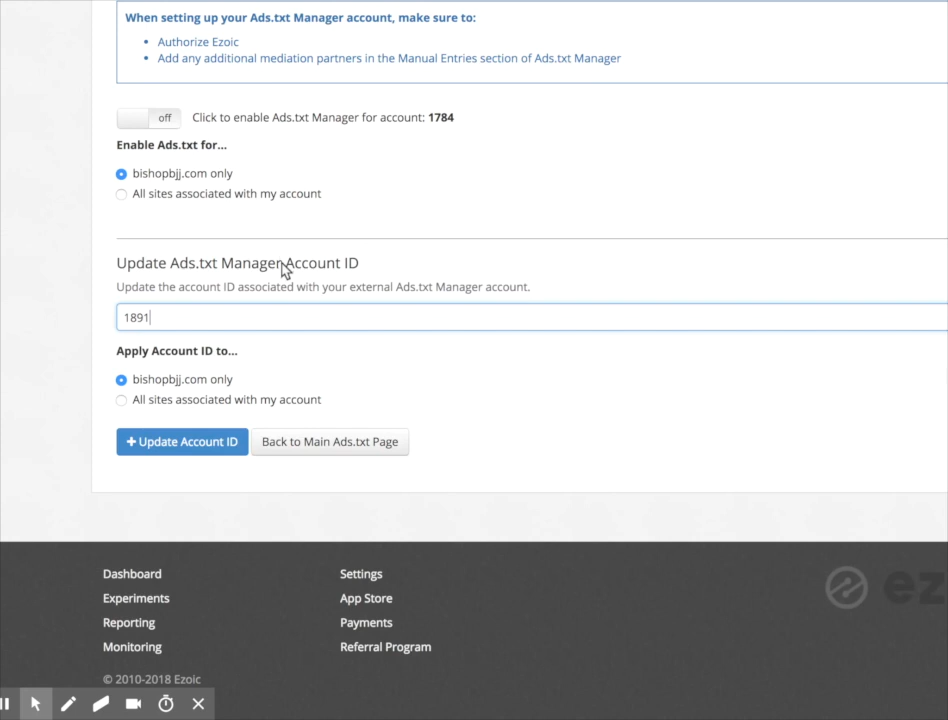 When setting up your Ads.txt Manager account, make sure to:
Authorize Ezoic
Add any additional mediation partners in the Manual Entries section of Ads.txt Manager
off Click to enable Ads.txt Manager for account: 1784
Enable Ads.txt for...
bishopbjj.com only
All sites associated with my account
Update Ads.txt Manager Account ID
Update the account ID associated with your external Ads.txt Manager account.
1891
Apply Account ID to...
bishopbjj.com only
All sites associated with my account
+ Update Account ID Back to Main Ads.txt Page
Dashboard Settings
Experiments App Store
ez
Reporting Payments
Monitoring Referral Program
© 2010-2018 Ezoic